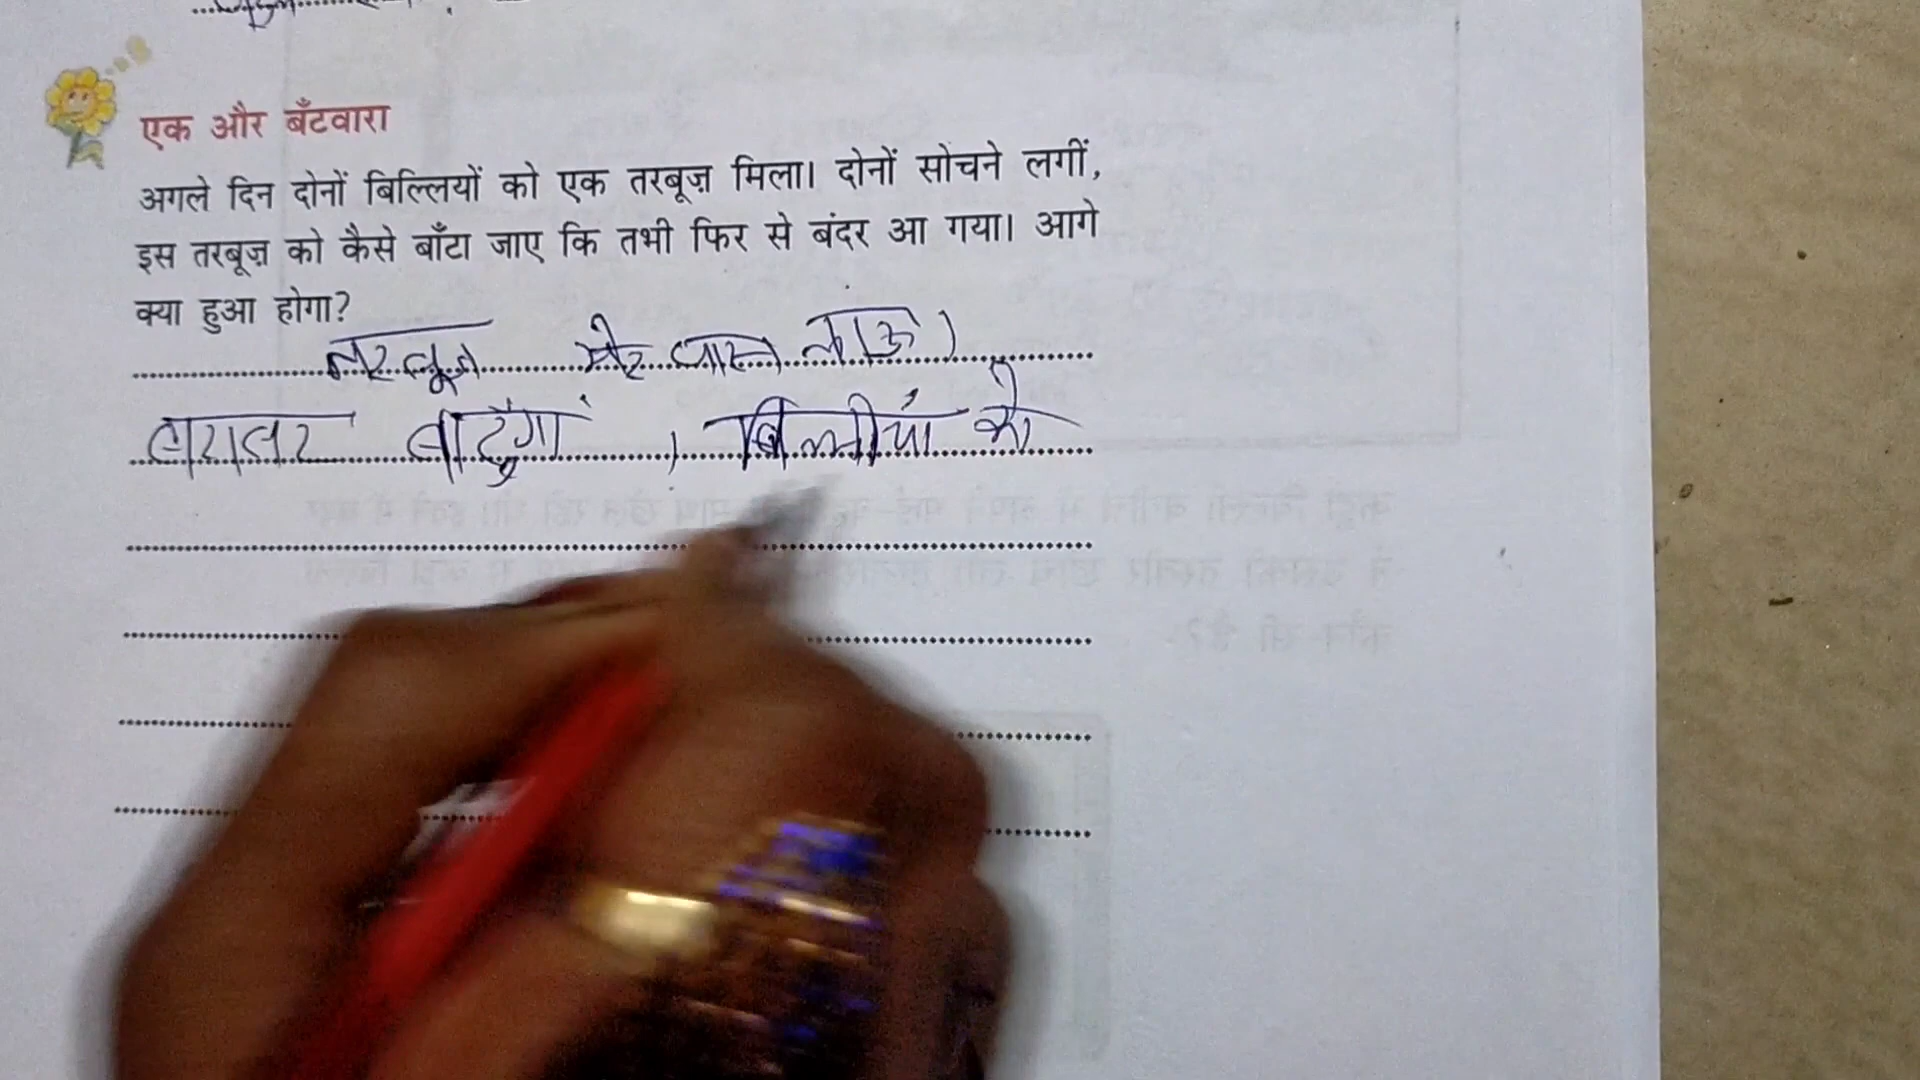 एक और बँटवारा
अगले दिन दोनों बिल्लियों को एक तरबूज़ मिला। दोनों सोचने लगीं,
इस तरबूज़ को कैसे बाँटा जाए कि तभी फिर से बंदर आ गया। आगे
क्या हुआ होगा?
तरबूज मेरे पास लाऊ
बराबर बाटूंगा , बिल्लीयों को